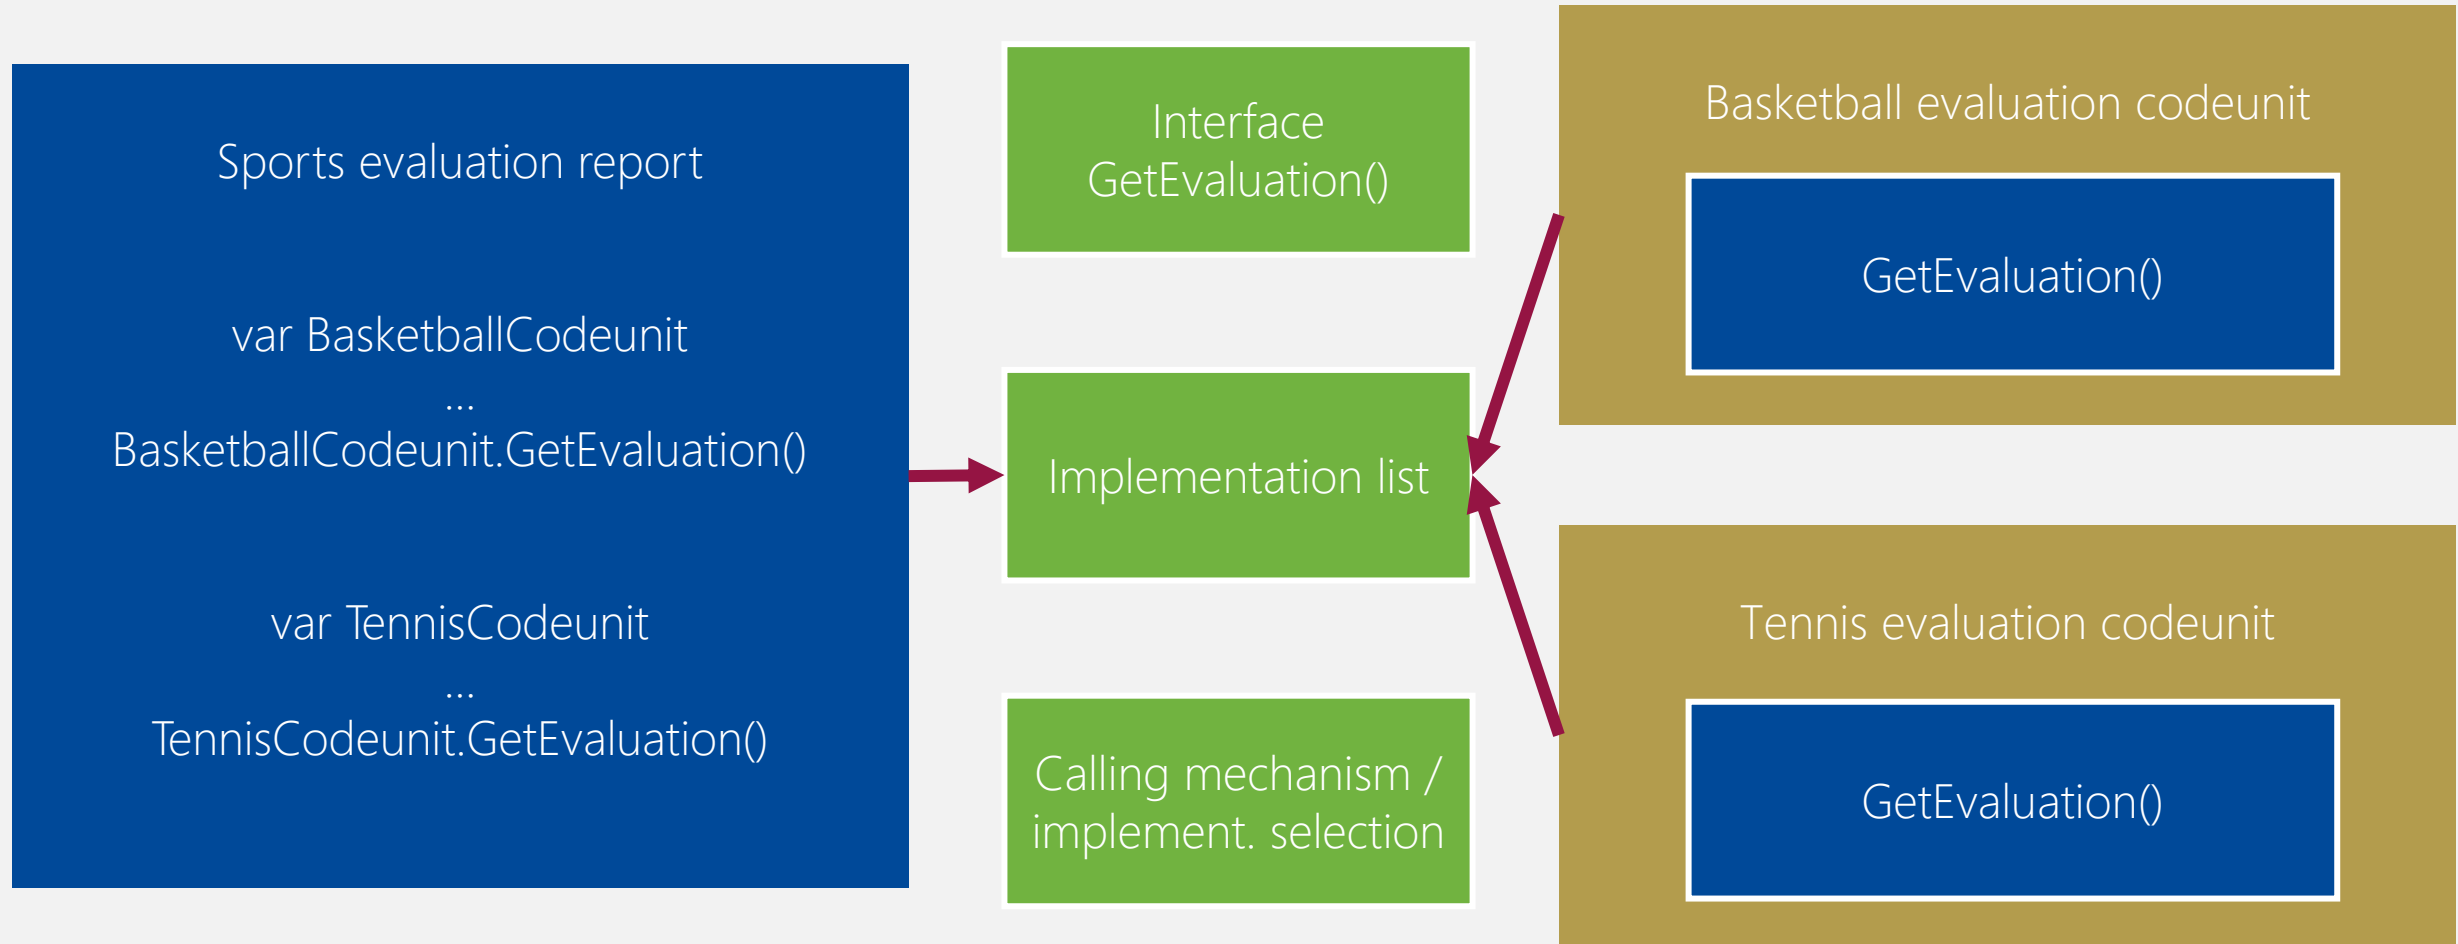 Sports evaluation report
var BasketballCodeunit
...
BasketballCodeunit.GetEvaluation()
var TennisCodeunit
...
TennisCodeunit.GetEvaluation()
Interface
GetEvaluation()
Implementation list
Calling mechanism /
implement. selection
Basketball evaluation codeunit
GetEvaluation()
Tennis evaluation codeunit
GetEvaluation()